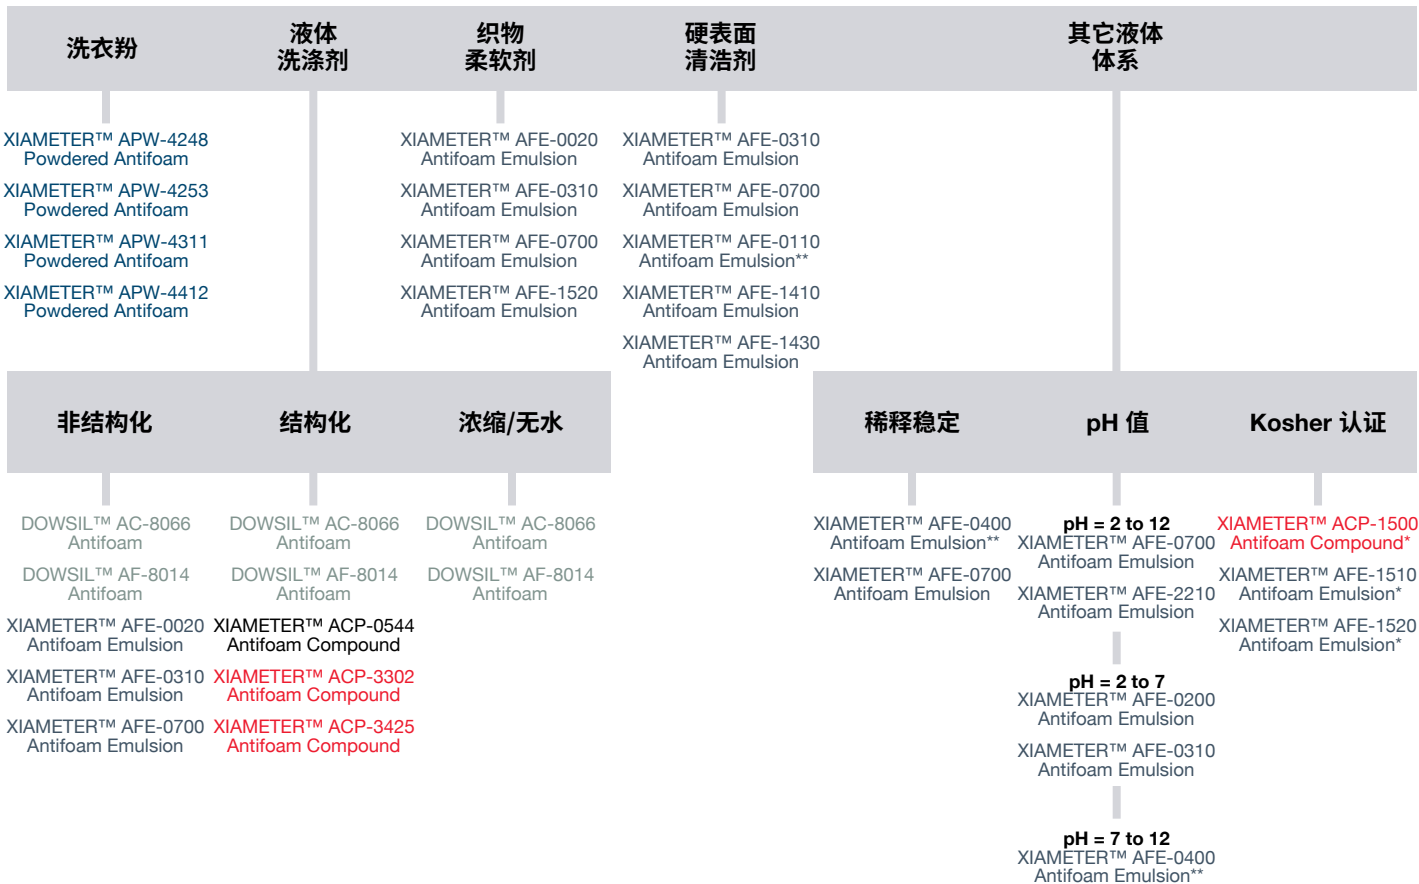 洗衣粉
液体
洗涤剂
织物
柔软剂
硬表面
清浩剂
其它液体
体系
XIAMETER™ APW-4248
Powdered Antifoam
XIAMETER™ APW-4253
Powdered Antifoam
XIAMETER™ APW-4311
Powdered Antifoam
XIAMETER™ APW-4412
Powdered Antifoam
XIAMETER™ AFE-0020
Antifoam Emulsion
XIAMETER™ AFE-0310
Antifoam Emulsion
XIAMETER™ AFE-0700
Antifoam Emulsion
XIAMETER™ AFE-1520
Antifoam Emulsion
XIAMETER™ AFE-0310
Antifoam Emulsion
XIAMETER™ AFE-0700
Antifoam Emulsion
XIAMETER™ AFE-0110
Antifoam Emulsion**
XIAMETER™ AFE-1410
Antifoam Emulsion
XIAMETER™ AFE-1430
Antifoam Emulsion
非结构化
结构化
浓缩/无水
稀释稳定
pH 值
Kosher 认证
DOWSIL™ AC-8066
Antifoam
DOWSIL™ AF-8014
Antifoam
XIAMETER™ AFE-0020
Antifoam Emulsion
XIAMETER™ AFE-0310
Antifoam Emulsion
XIAMETER™ AFE-0700
Antifoam Emulsion
DOWSIL™ AC-8066
Antifoam
DOWSIL™ AF-8014
Antifoam
XIAMETER™ ACP-0544
Antifoam Compound
XIAMETER™ ACP-3302
Antifoam Compound
XIAMETER™ ACP-3425
Antifoam Compound
DOWSIL™ AC-8066
Antifoam
DOWSIL™ AF-8014
Antifoam
XIAMETER™ AFE-0400
Antifoam Emulsion**
XIAMETER™ AFE-0700
Antifoam Emulsion
pH = 2 to 12
XIAMETER™ AFE-0700
Antifoam Emulsion
XIAMETER™ AFE-2210
Antifoam Emulsion
pH = 2 to 7
XIAMETER™ AFE-0200
Antifoam Emulsion
XIAMETER™ AFE-0310
Antifoam Emulsion
pH = 7 to 12
XIAMETER™ AFE-0400
Antifoam Emulsion**
XIAMETER™ ACP-1500
Antifoam Compound*
XIAMETER™ AFE-1510
Antifoam Emulsion*
XIAMETER™ AFE-1520
Antifoam Emulsion*